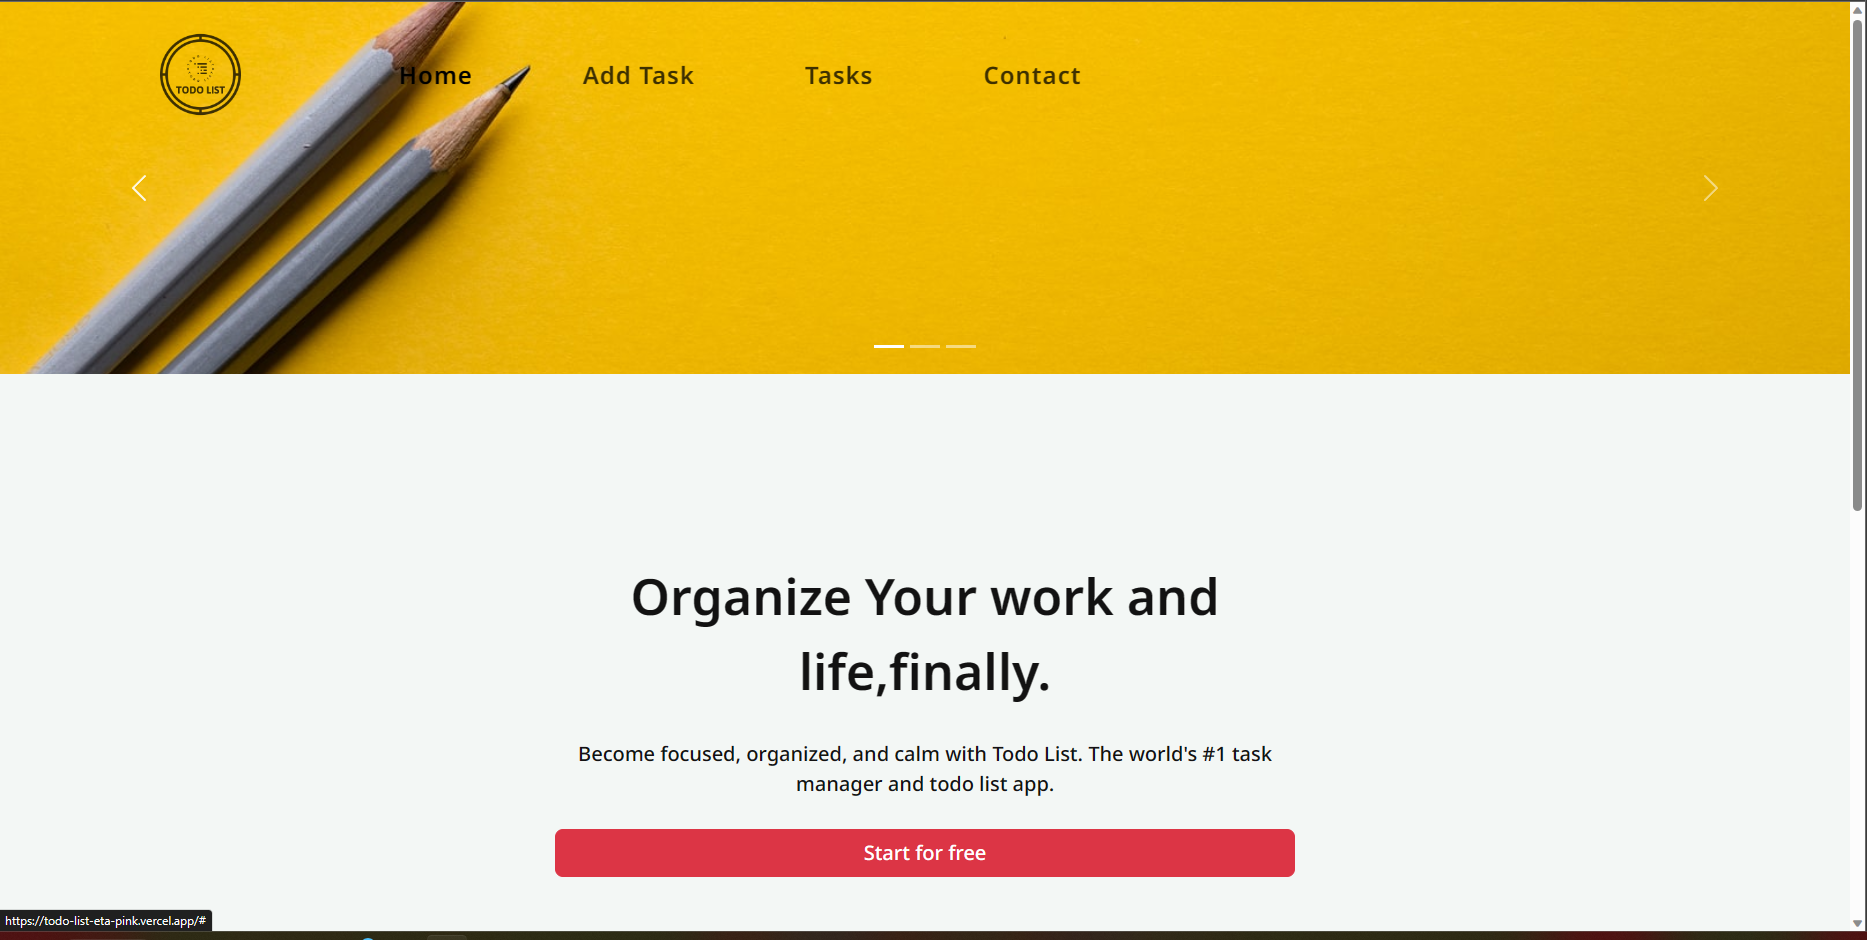 TODO LIST
Home
Add Task
Tasks
Contact
Organize Your work and
life,finally.
Become focused, organized, and calm with Todo List. The world's #1 task
manager and todo list app.
Start for free
https://todo-list-eta-pink.vercel.app/#